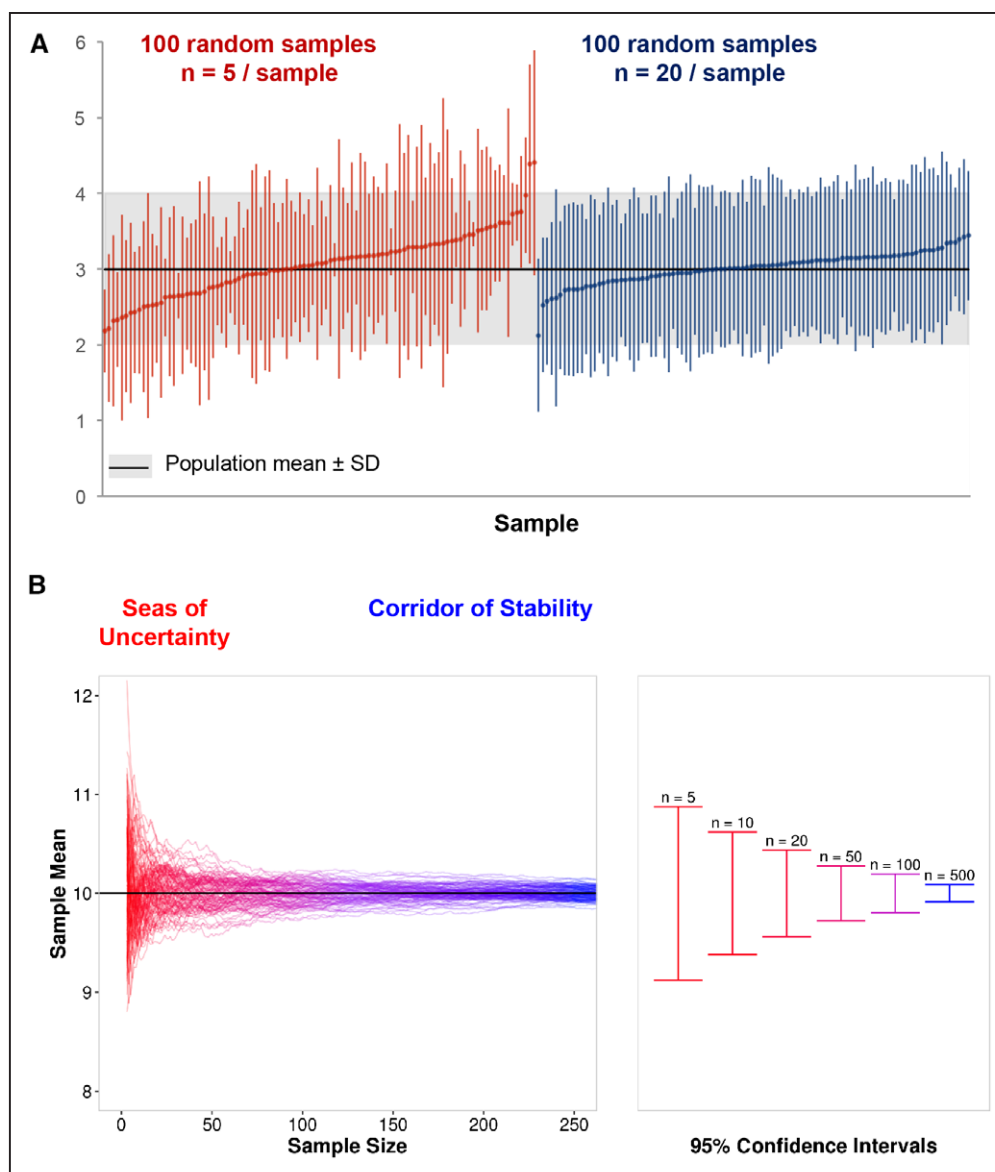 A
100 random samples
n = 5 / sample
100 random samples
n = 20 / sample
6
5
4
3
2
1
0
Population mean ± SD
Sample
B
Seas of
Uncertainty
Corridor of Stability
Sample Mean
12
11
10
9
8
0
50
100
150
200
250
Sample Size
n = 5
n = 10
n = 20
n = 50
n = 100
n = 500
95% Confidence Intervals